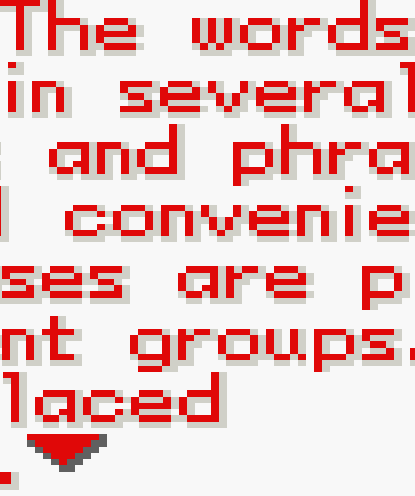 The words
in several
and phra
convenie
ses are p
nt groups.
laced
.